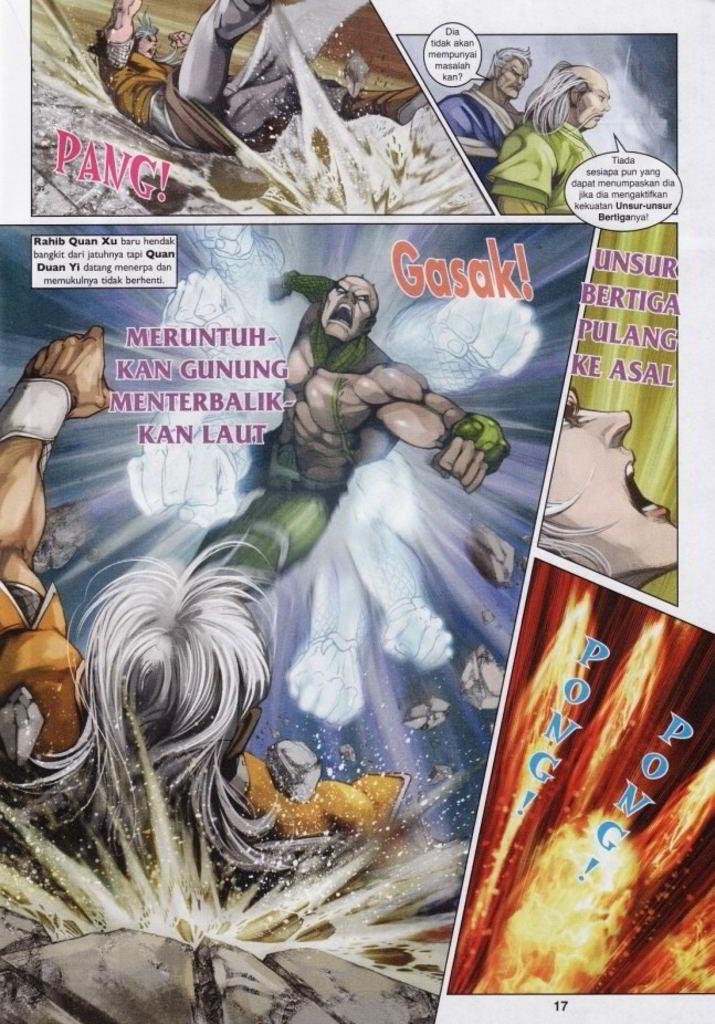 Dia
tidak akan
mempunyai
masalah
kan?
PANG!
Tiada
sesiapa pun yang
dapat menumpaskan dia
jika dia mengaktifkan
kekuatan Unsur-unsur
Bertiganya!
Rahib Quan Xu baru hendak
bangkit dari jatuhnya tapi Quan
Duan Yi datang menerpa dan
memukulnya tidak berhenti.
Gasak!
MERUNTUH-
KAN GUNUNG
MENTERBALIK-
KAN LAUT
UNSUR
BERTIGA
PULANG
KE ASAL
PONG!
PONG!
17